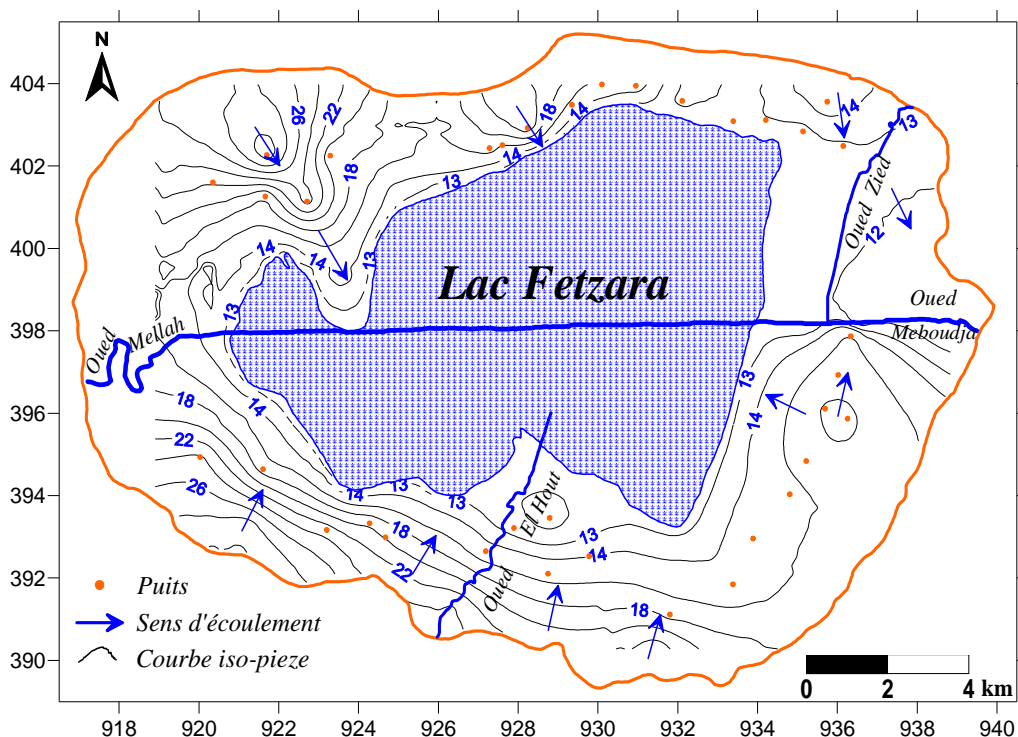 N
404
402
400
398
396
394
392
390
26
22
18
18
14
14
13
14
13
12
13
14
14
13
13
Lac Fetzara
Oued Zied
Oued
Meboudja
Oued
Mellah
18
22
26
14
14
13
13
18
22
13
14
13
14
18
El Hout
Oued
Puits
Sens d'écoulement
Courbe iso-pieze
0 2 4 km
918 920 922 924 926 928 930 932 934 936 938 940